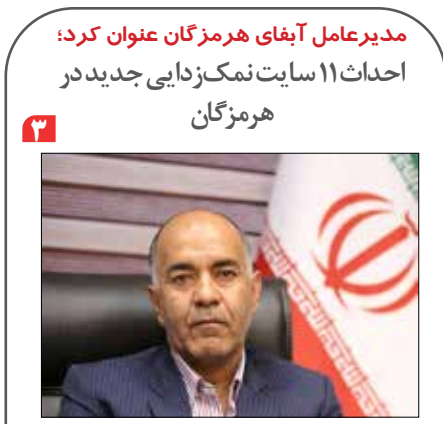 مدیرعامل آبفای هرمزگان عنوان کرد؛
احداث ۱۱ سایت نمک‌زدایی جدید در
هرمزگان
۳